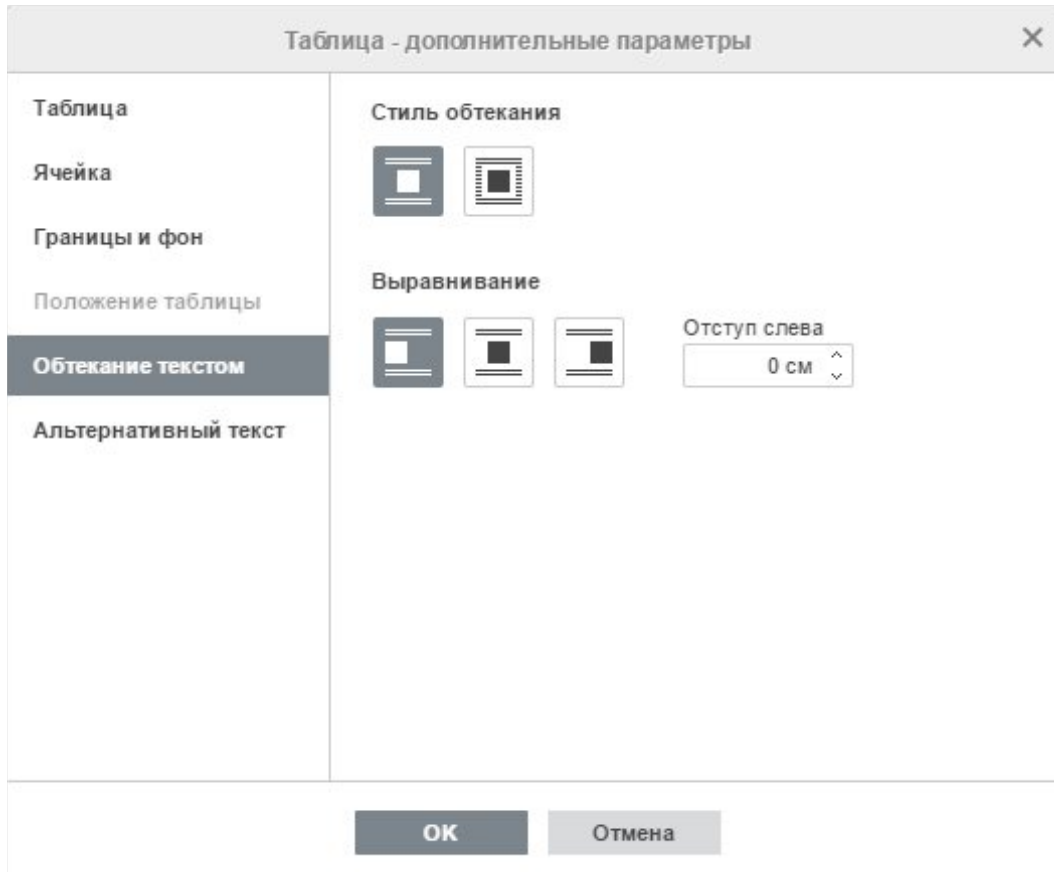 Таблица - дополнительные параметры
Таблица
Ячейка
Границы и фон
Положение таблицы
Обтекание текстом
Альтернативный текст
Стиль обтекания
Выравнивание
Отступ слева
0 см
OK
Отмена